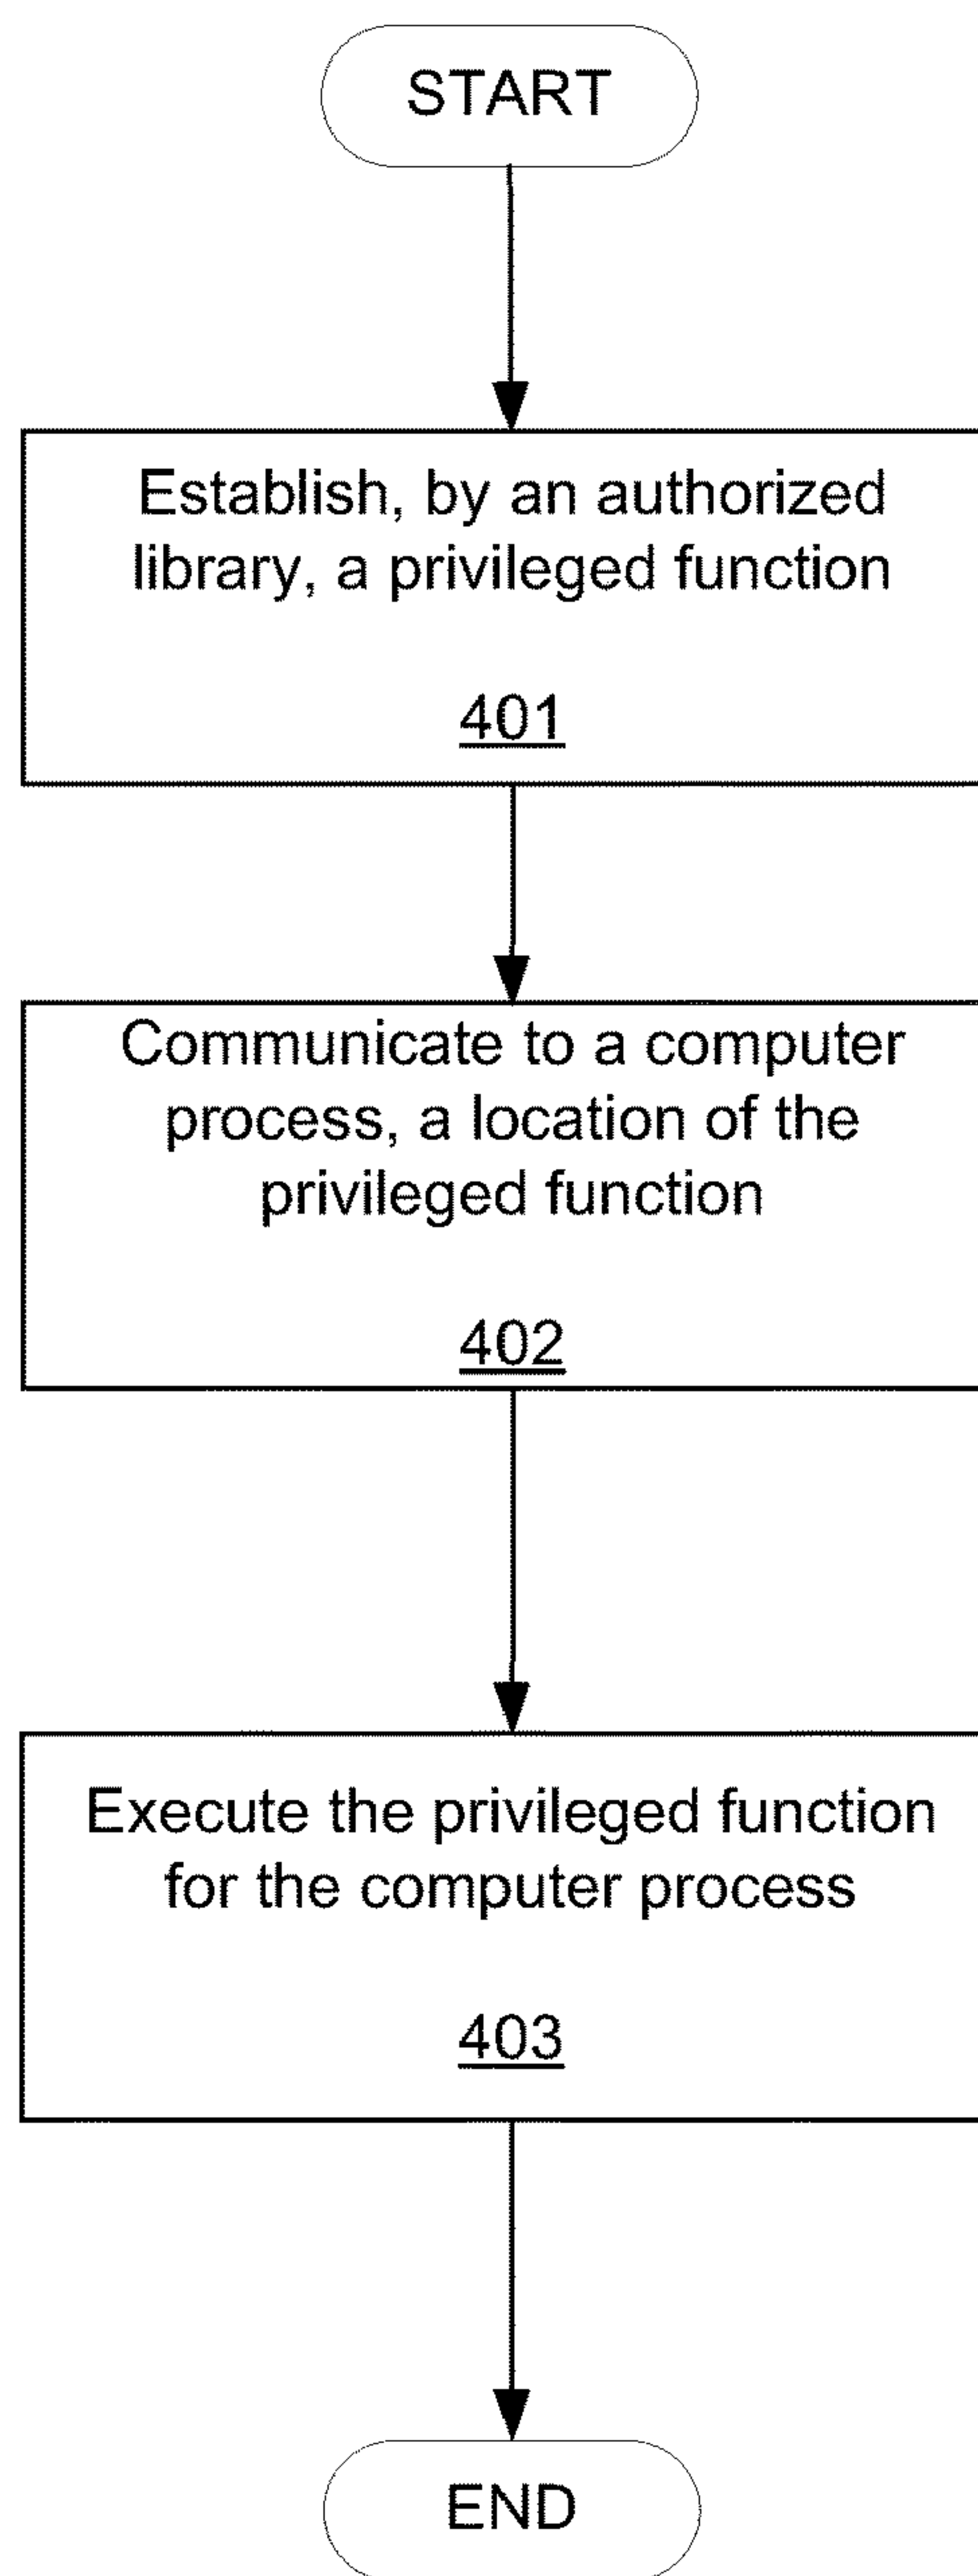 START
Establish, by an authorized
library, a privileged function
401
Communicate to a computer
process, a location of the
privileged function
402
Execute the privileged function
for the computer process
403
END